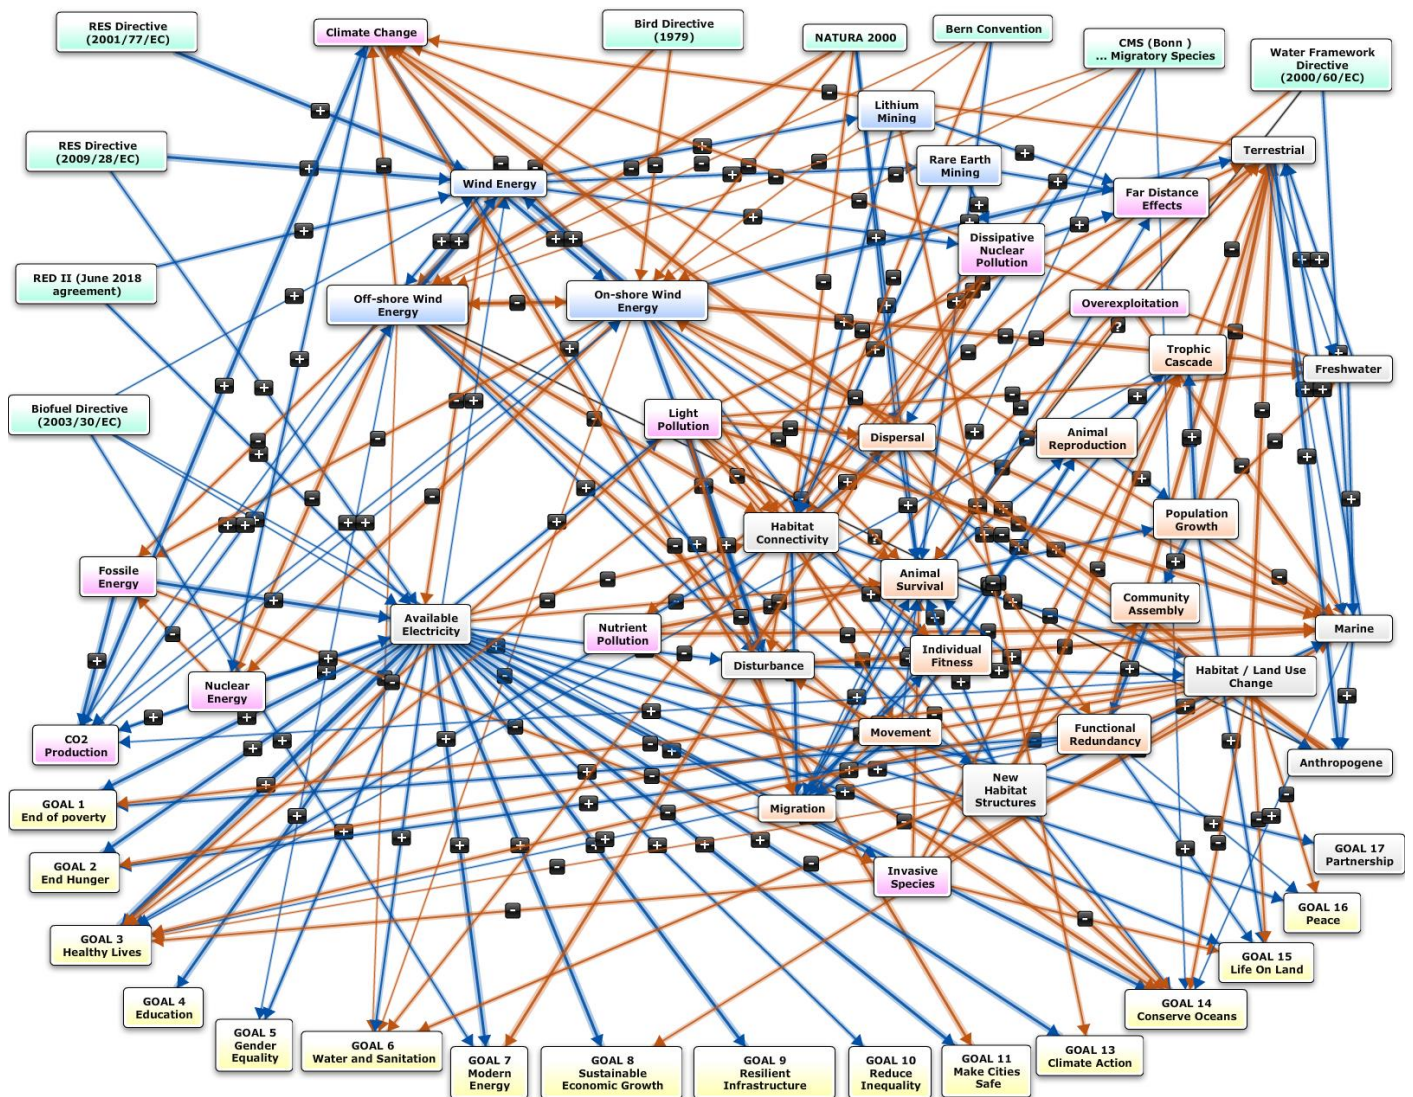 RES Directive
(2001/77/EC)
Climate Change
Bird Directive
(1979)
NATURA 2000
Bern Convention
CMS (Bonn )
... Migratory Species
Water Framework
Directive
(2000/60/EC)
Lithium
Mining
RES Directive
(2009/28/EC)
Wind Energy
Rare Earth
Mining
Terrestrial
Far Distance
Effects
Dissipative
Nuclear
Pollution
RED II (June 2018
agreement)
Off-shore Wind
Energy
On-shore Wind
Energy
Overexploitation
Trophic
Cascade
Freshwater
Biofuel Directive
(2003/30/EC)
Light
Pollution
Dispersal
Animal
Reproduction
Habitat
Connectivity
Population
Growth
Fossile
Energy
Animal
Survival
Community
Assembly
Available
Electricity
Nutrient
Pollution
Marine
Disturbance
Individual
Fitness
Habitat / Land Use
Change
Nuclear
Energy
CO2
Production
Movement
Functional
Redundancy
Anthropogene
New
Habitat
Structures
GOAL 1
End of poverty
Migration
GOAL 17
Partnership
GOAL 2
End Hunger
Invasive
Species
GOAL 16
Peace
GOAL 3
Healthy Lives
GOAL 15
Life On Land
GOAL 4
Education
GOAL 14
Conserve Oceans
GOAL 5
Gender
Equality
GOAL 6
Water and Sanitation
GOAL 7
Modern
Energy
GOAL 8
Sustainable
Economic Growth
GOAL 9
Resilient
Infrastructure
GOAL 10
Reduce
Inequality
GOAL 11
Make Cities
Safe
GOAL 13
Climate Action